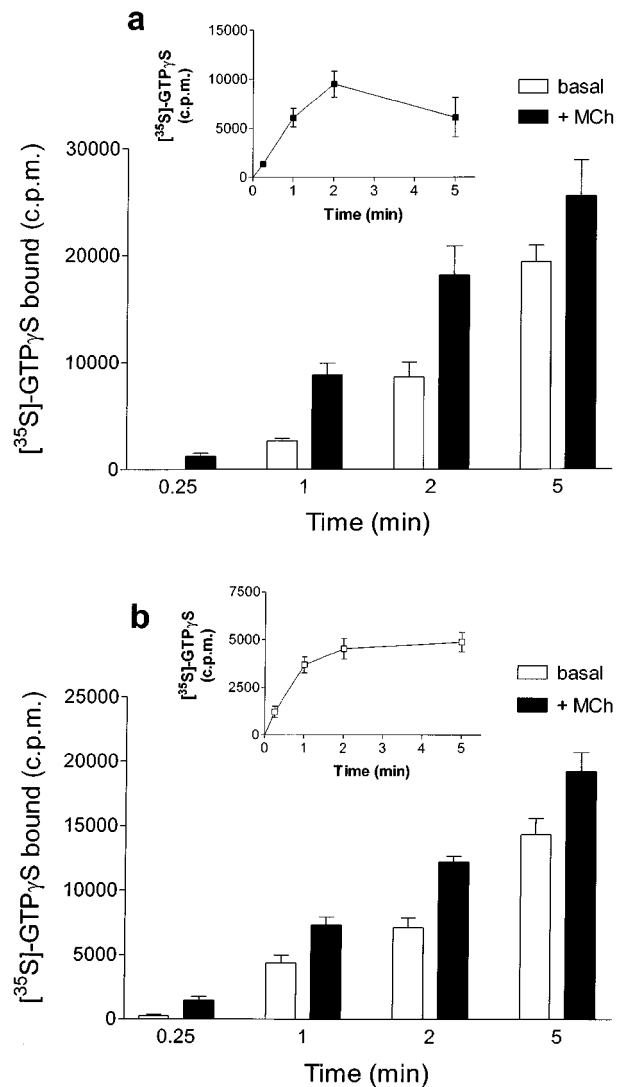 a
[³⁵S]-GTPγS
(c.p.m.)
15000
10000
5000
0
0 1 2 3 4 5
Time (min)
basal
+ MCh
[³⁵S]-GTPγS bound (c.p.m.)
30000
20000
10000
0
0.25 1 2 5
Time (min)
b
[³⁵S]-GTPγS
(c.p.m.)
7500
5000
2500
0
0 1 2 3 4 5
Time (min)
basal
+ MCh
[³⁵S]-GTPγS bound (c.p.m.)
25000
20000
15000
10000
5000
0
0.25 1 2 5
Time (min)